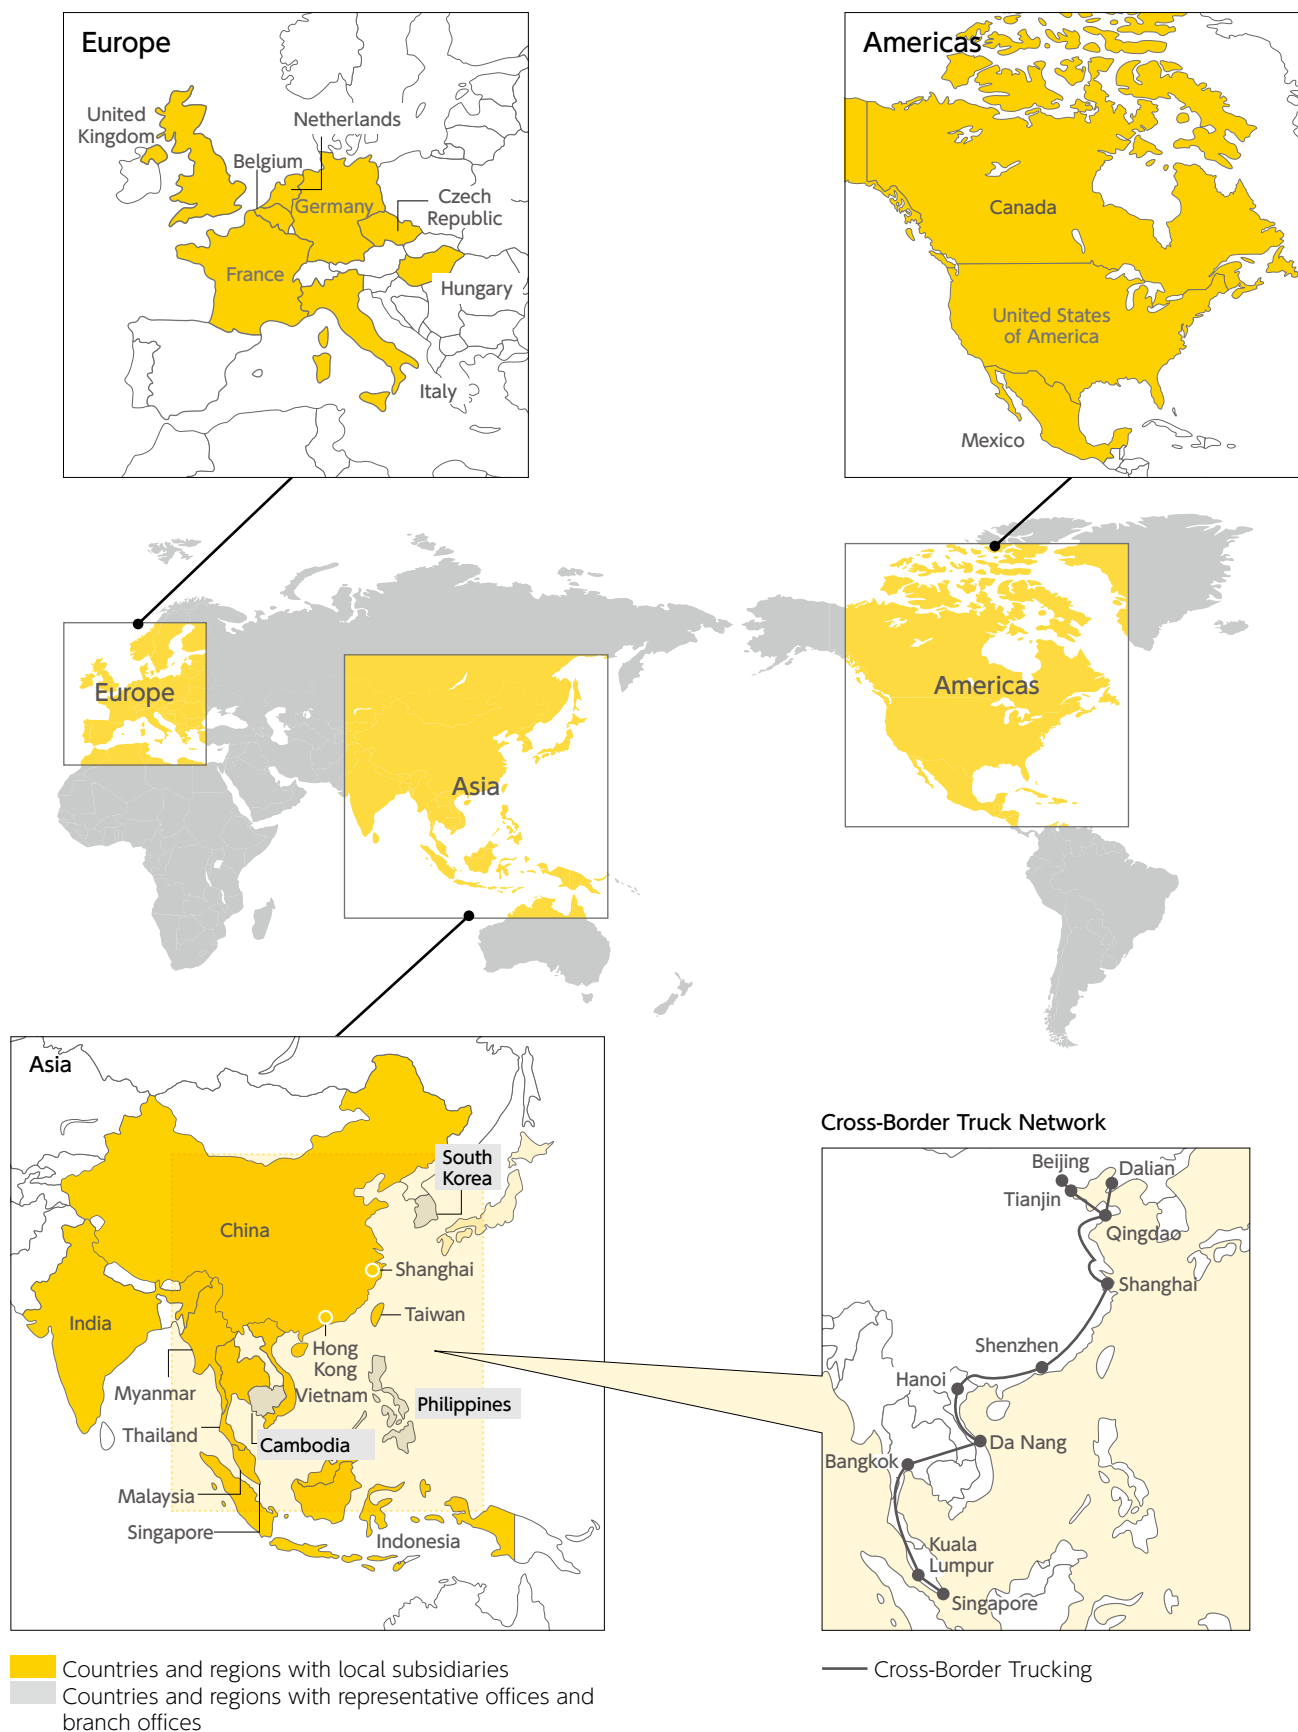 Europe
United
Kingdom
Netherlands
Belgium
Germany
Czech
Republic
France
Hungary
Italy
Americas
Canada
United States
of America
Mexico
Europe
Asia
Americas
Asia
South
Korea
China
Shanghai
Taiwan
India
Hong
Kong
Myanmar
Vietnam
Philippines
Thailand
Cambodia
Malaysia
Singapore
Indonesia
Cross-Border Truck Network
Beijing
Dalian
Tianjin
Qingdao
Shanghai
Shenzhen
Hanoi
Da Nang
Bangkok
Kuala
Lumpur
Singapore
Countries and regions with local subsidiaries
Countries and regions with representative offices and
branch offices
Cross-Border Trucking